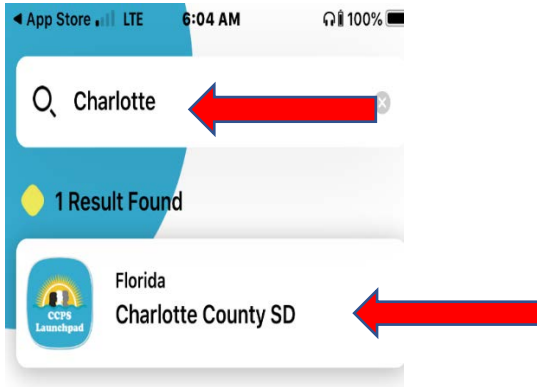 App Store LTE 6:04 AM 100%
Charlotte
1 Result Found
Florida
Charlotte County SD
CCPS
Launchpad